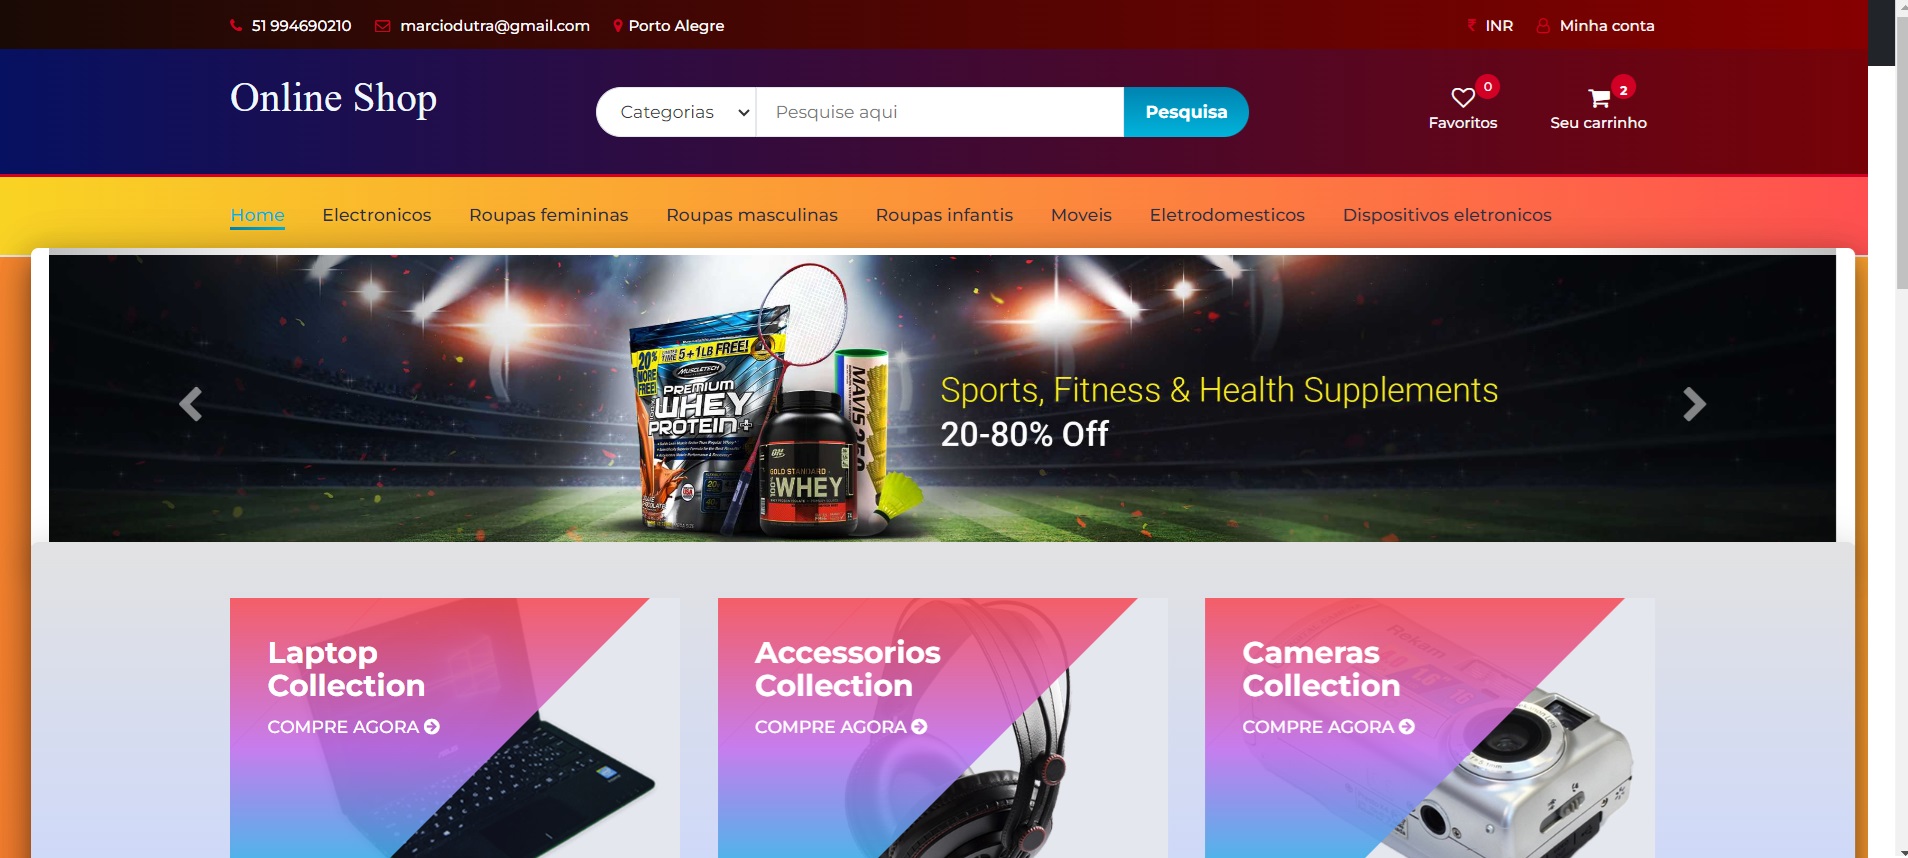 51 994690210 marciodutra@gmail.com Porto Alegre INR Minha conta
Online Shop
Categorias Pesquise aqui Pesquisa
0 Favoritos
2 Seu carrinho
Home Electronicos Roupas femininas Roupas masculinas Roupas infantis Moveis Eletrodomesticos Dispositivos eletronicos
20% MORE FREE!
5+1LB FREE!
MUSCLETECH
PREMIUM
WHEY
PROTEIN+
ON
GOLD STANDARD
WHEY
MAVIS 350
Sports, Fitness & Health Supplements
20-80% Off
Laptop
Collection
COMPRE AGORA
Accessorios
Collection
COMPRE AGORA
Rekam
Cameras
Collection
COMPRE AGORA